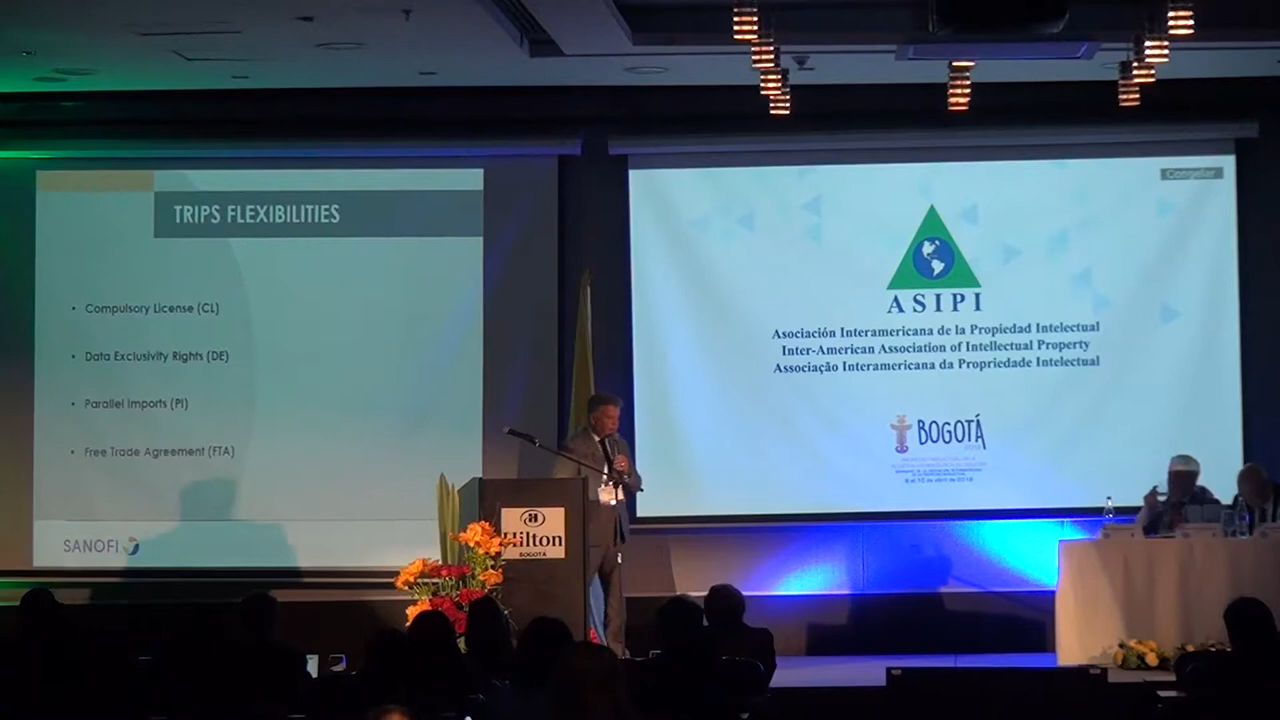 TRIPS FLEXIBILITIES
• Compulsory License (CL)
• Data Exclusivity Rights (DE)
• Parallel Imports (PI)
• Free Trade Agreement (FTA)
SANOFI
Congelar
ASIPI
Asociación Interamericana de la Propiedad Intelectual
Inter-American Association of Intellectual Property
Associação Interamericana da Propriedade Intelectual
BOGOTÁ
H
Hilton
BOGOTÁ